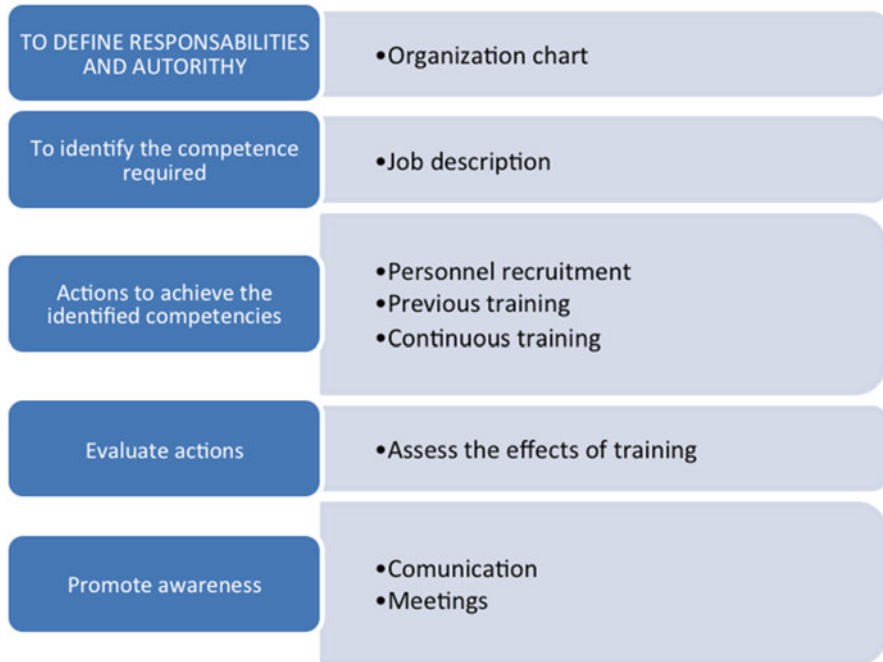 TO DEFINE RESPONSABILITIES
AND AUTORITHY
•Organization chart
To identify the competence
required
•Job description
Actions to achieve the
identified competencies
•Personnel recruitment
•Previous training
•Continuous training
Evaluate actions
•Assess the effects of training
Promote awareness
•Comunication
•Meetings